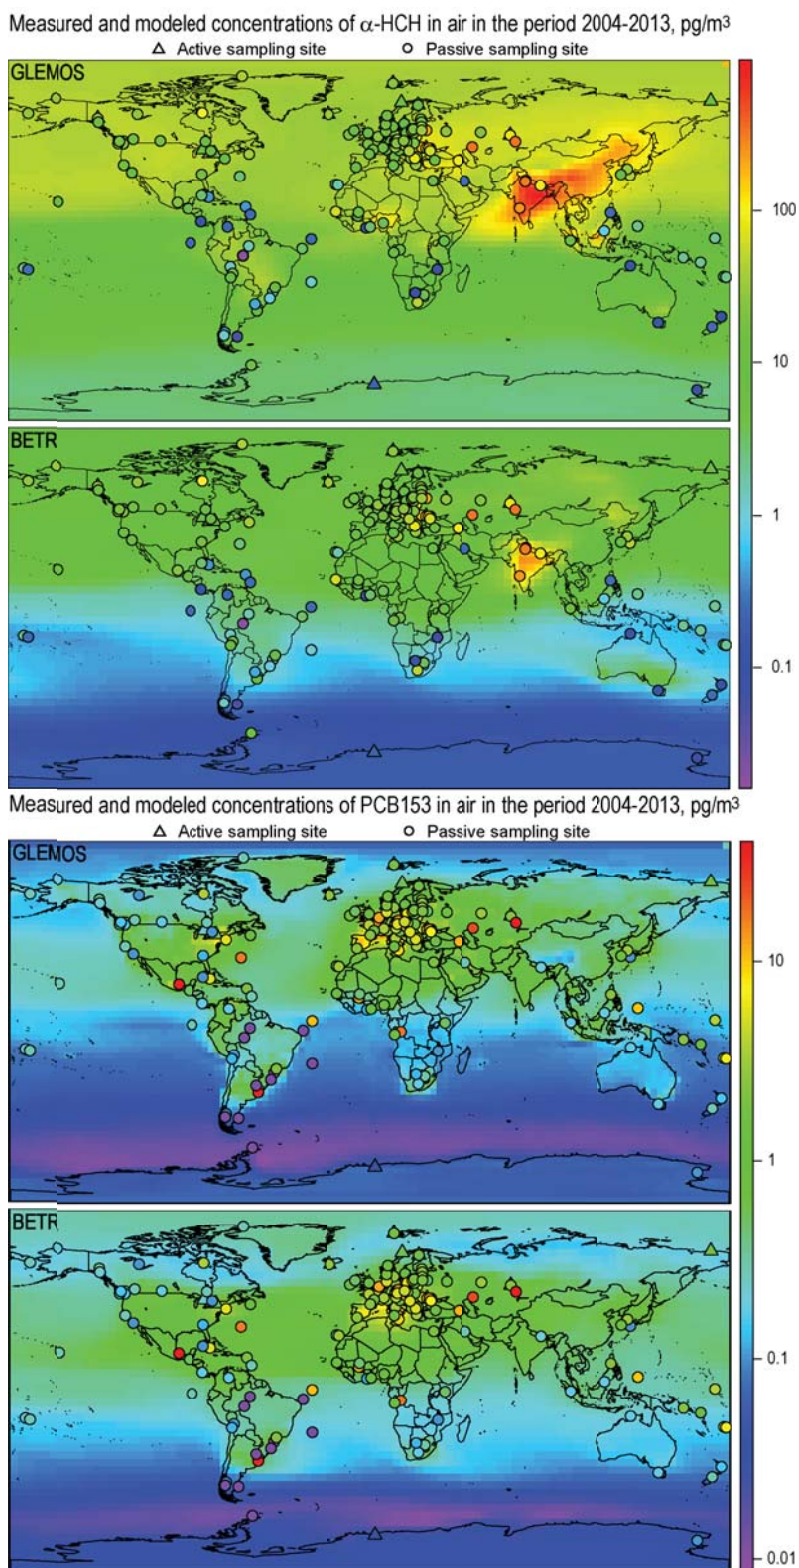 Measured and modeled concentrations of α-HCH in air in the period 2004-2013, pg/m³
△ Active sampling site ○ Passive sampling site
GLEMOS
100
10
BETR
1
0.1
Measured and modeled concentrations of PCB153 in air in the period 2004-2013, pg/m³
△ Active sampling site ○ Passive sampling site
GLEMOS
10
1
BETR
0.1
0.01